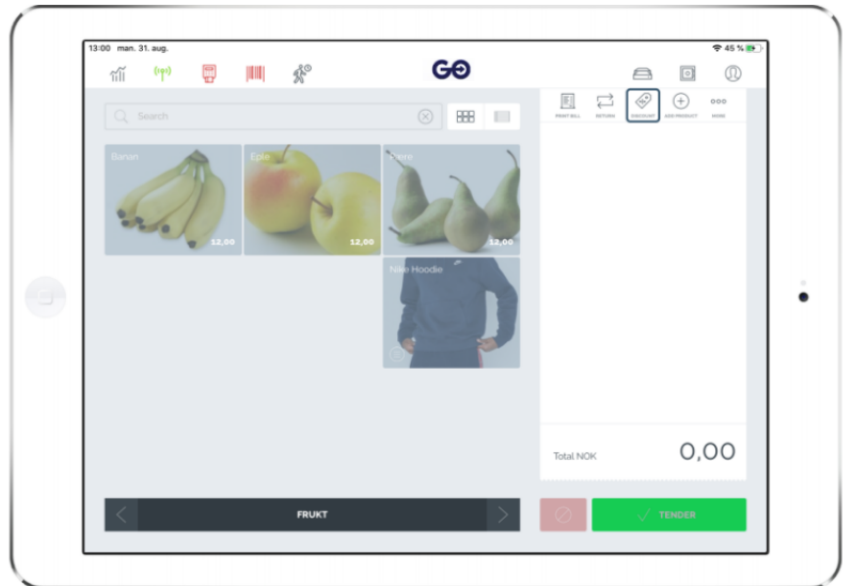 13:00 man. 31. aug.
45 %
GO
PRINT BILL RETURN DISCOUNT ADD PRODUCT MORE
Search
Banan
Eple
Pære
12,00
12,00
12,00
Nike Hoodie
Total NOK 0,00
FRUKT
TENDER